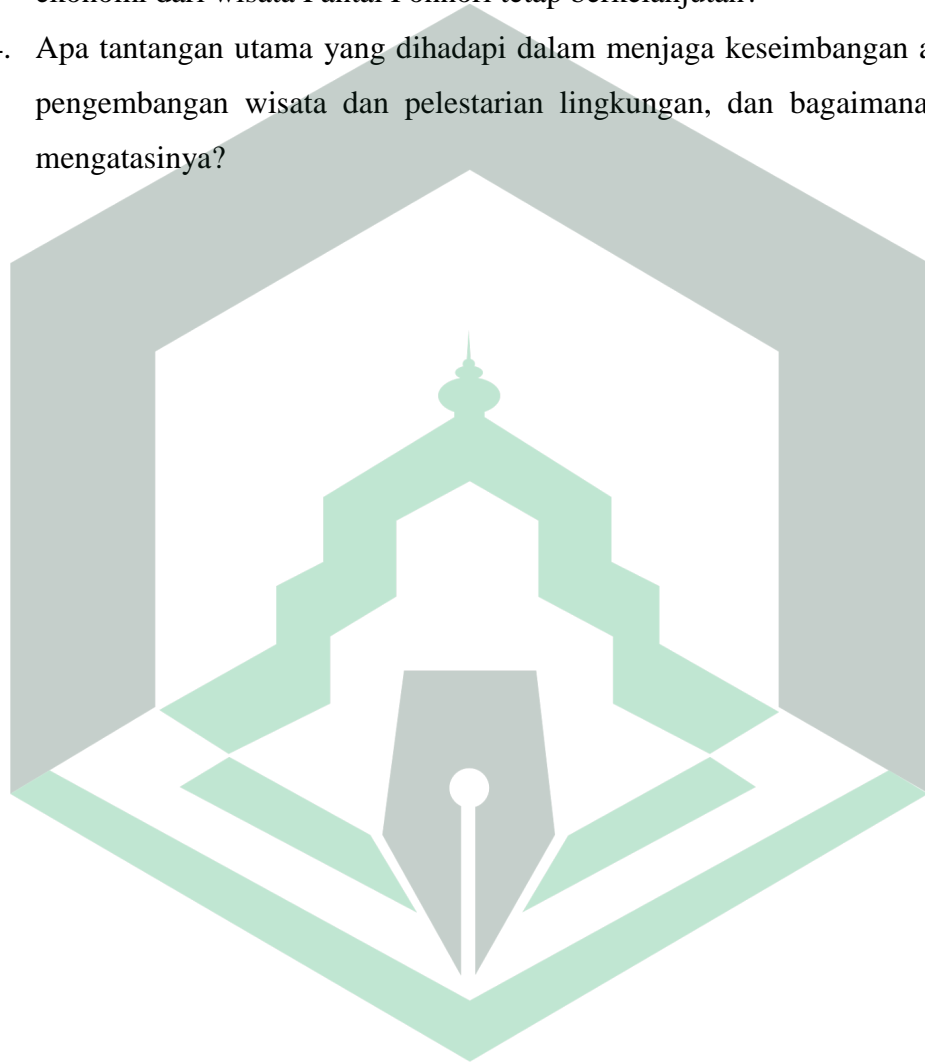 ekonomi dari wisata Pantai tetap berkelanjutan?
Apa tantangan utama yang dihadapi dalam menjaga keseimbangan
pengembangan wisata dan pelestarian lingkungan, dan bagaimana
mengatasinya?